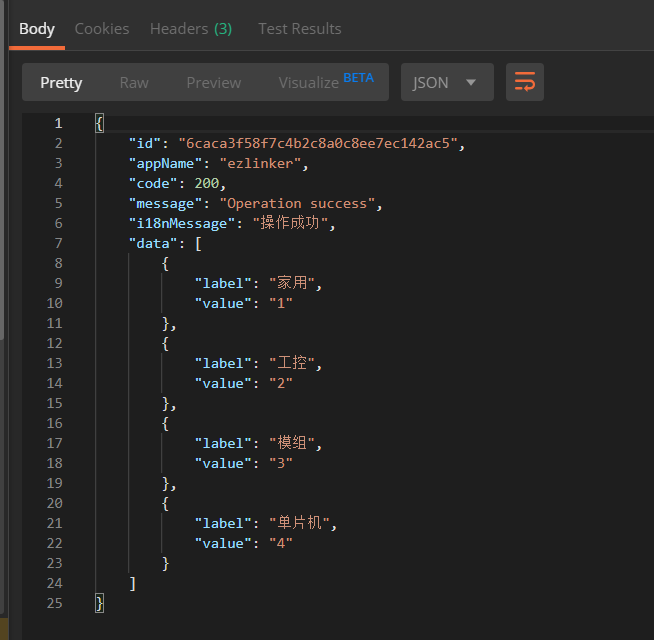 Body Cookies Headers (3) Test Results
Pretty Raw Preview Visualize BETA JSON
1 {
2 "id": "6caca3f58f7c4b2c8a0c8ee7ec142ac5",
3 "appName": "ezlinker",
4 "code": 200,
5 "message": "Operation success",
6 "i18nMessage": "操作成功",
7 "data": [
8 {
9 "label": "家用",
10 "value": "1"
11 },
12 {
13 "label": "工控",
14 "value": "2"
15 },
16 {
17 "label": "模组",
18 "value": "3"
19 },
20 {
21 "label": "单片机",
22 "value": "4"
23 }
24 ]
25 }